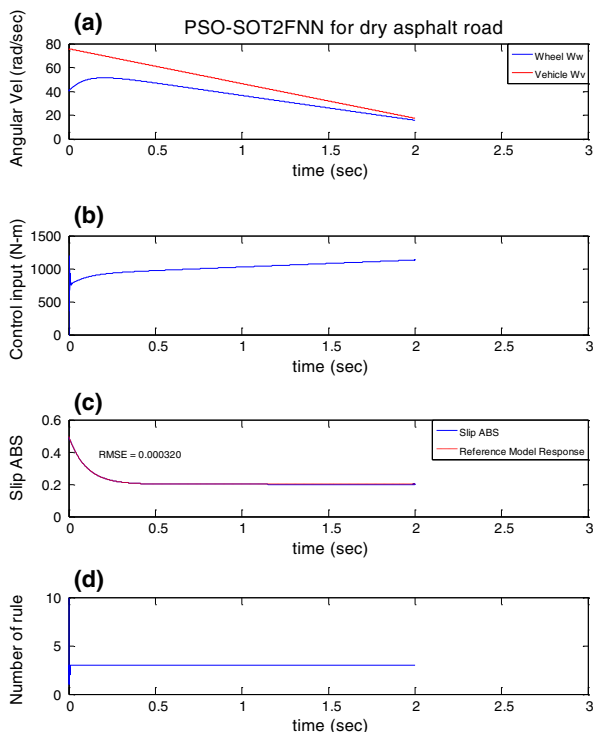 (a)
PSO-SOT2FNN for dry asphalt road
Angular Vel (rad/sec)
80
60
40
20
0
Wheel Ww
Vehicle Wv
0 0.5 1 1.5 2 2.5 3
time (sec)
(b)
Control input (N-m)
1500
1000
500
0
0 0.5 1 1.5 2 2.5 3
time (sec)
(c)
Slip ABS
0.6
0.4
0.2
0
RMSE = 0.000320
Slip ABS
Reference Model Response
0 0.5 1 1.5 2 2.5 3
time (sec)
(d)
Number of rule
10
5
0
0 0.5 1 1.5 2 2.5 3
time (sec)